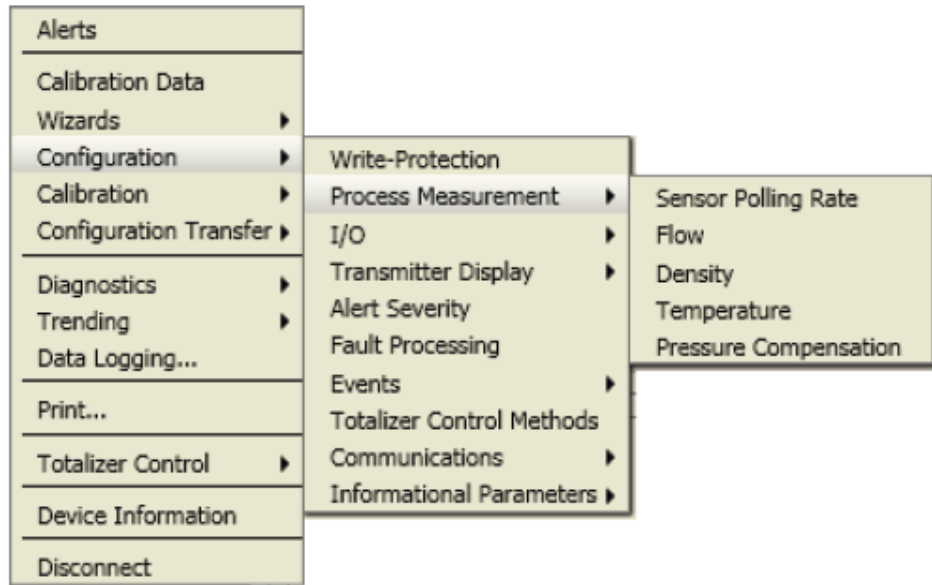 Alerts
Calibration Data
Wizards
Configuration
Calibration
Configuration Transfer
Diagnostics
Trending
Data Logging...
Print...
Totalizer Control
Device Information
Disconnect
Write-Protection
Process Measurement
I/O
Transmitter Display
Alert Severity
Fault Processing
Events
Totalizer Control Methods
Communications
Informational Parameters
Sensor Polling Rate
Flow
Density
Temperature
Pressure Compensation